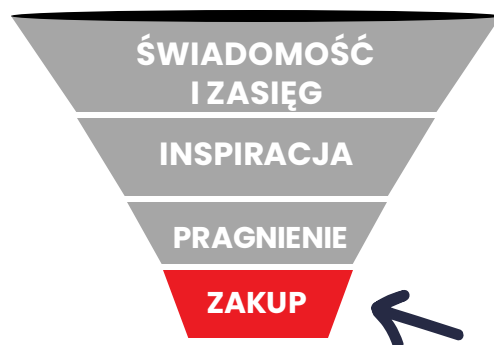 ŚWIADOMOŚĆ
I ZASIĘG
INSPIRACJA
PRAGNIENIE
ZAKUP